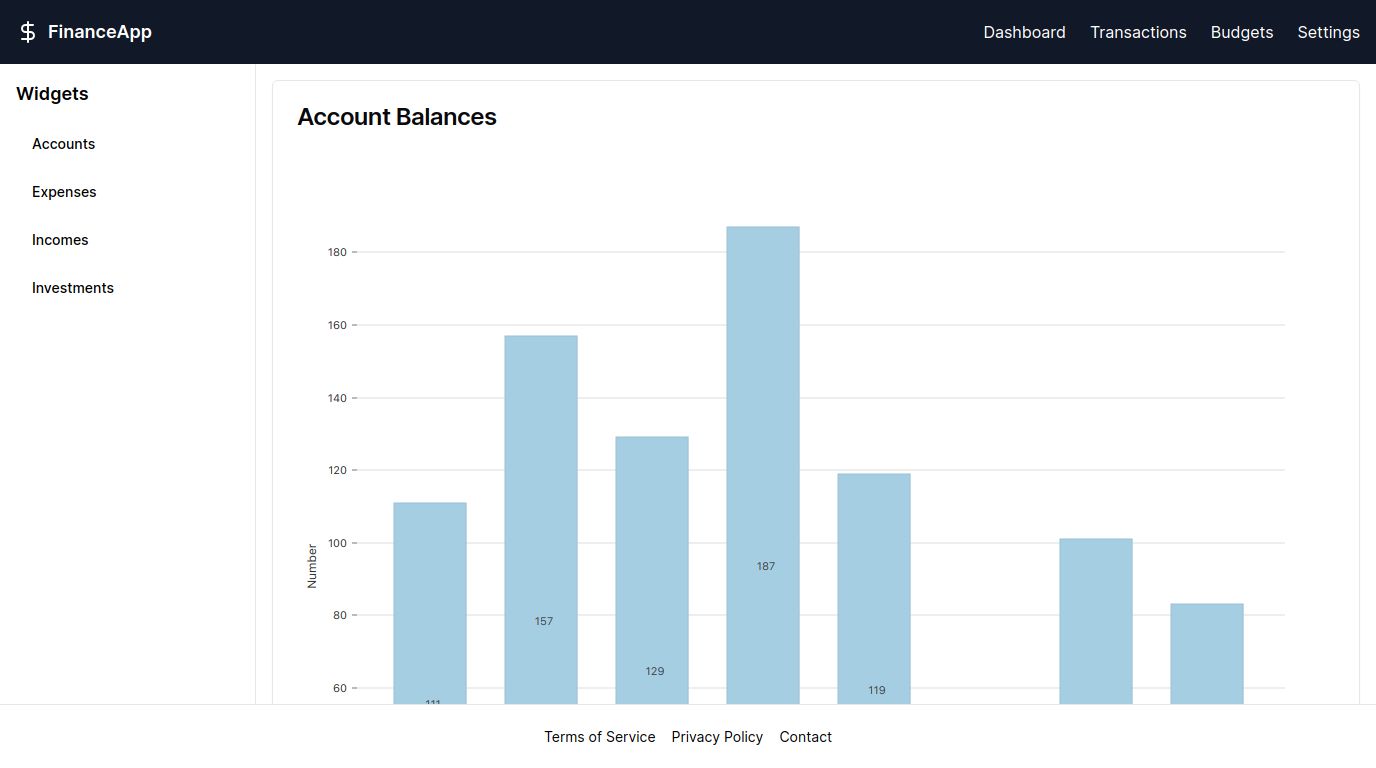 FinanceApp
Dashboard Transactions Budgets Settings
Widgets
Accounts
Expenses
Incomes
Investments
Account Balances
180
160
140
120
100
80
60
Number
111
157
129
187
119
Terms of Service Privacy Policy Contact